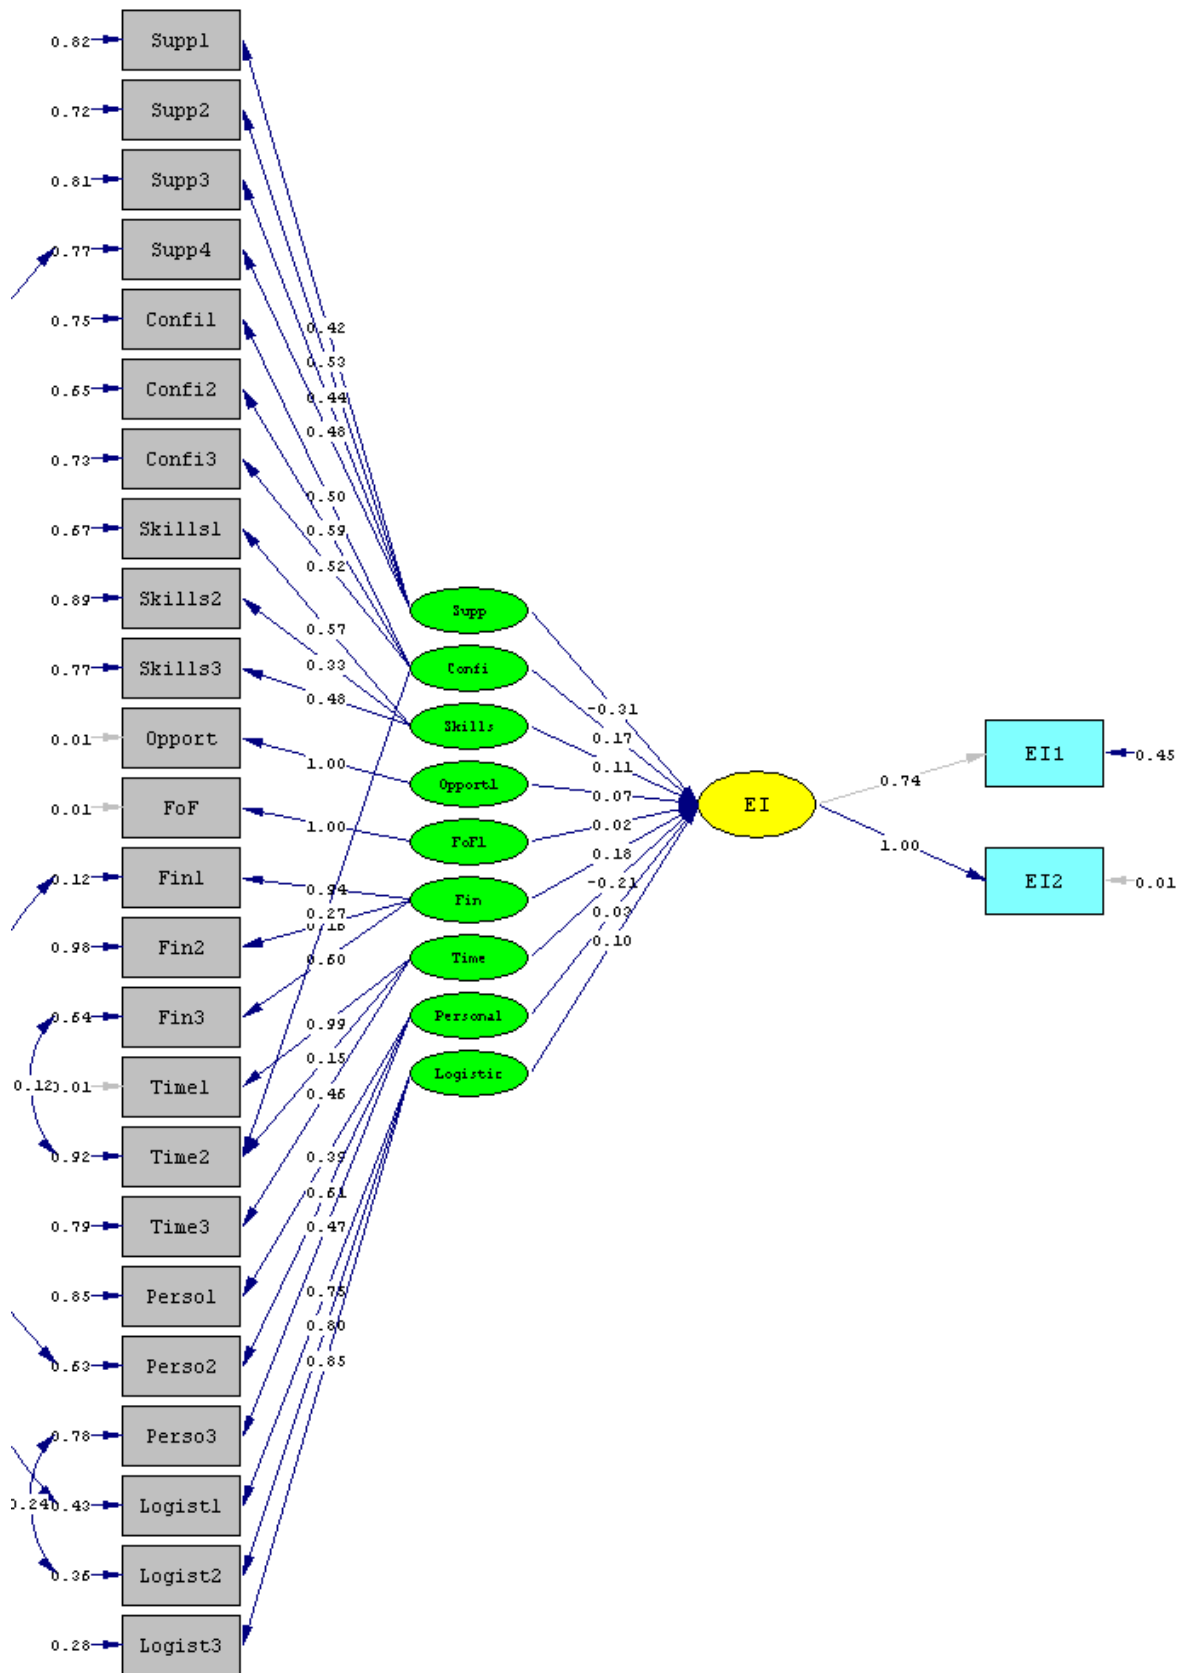 0.82 Supp1
0.72 Supp2
0.81 Supp3
0.77 Supp4
0.75 Confi1
0.65 Confi2
0.73 Confi3
0.67 Skills1
0.89 Skills2
0.77 Skills3
0.01 Opport
0.01 FoF
0.12 Fin1
0.98 Fin2
0.64 Fin3
0.12 0.01 Time1
0.92 Time2
0.79 Time3
0.85 Perso1
0.63 Perso2
0.78 Perso3
0.43 Logist1
0.36 Logist2
0.28 Logist3
0.42
0.53
0.44
0.48
0.50
0.59
0.52
0.57
0.33
0.48
1.00
1.00
0.94
0.27
0.16
0.60
0.99
0.15
0.46
0.39
0.61
0.47
0.75
0.80
0.85
Supp
Confi
Skills
Opport1
FoF1
Fin
Time
Personal
Logistic
-0.31
0.17
0.11
0.07
0.02
0.18
-0.21
0.03
0.10
EI
0.74
1.00
EI1 0.45
EI2 0.01